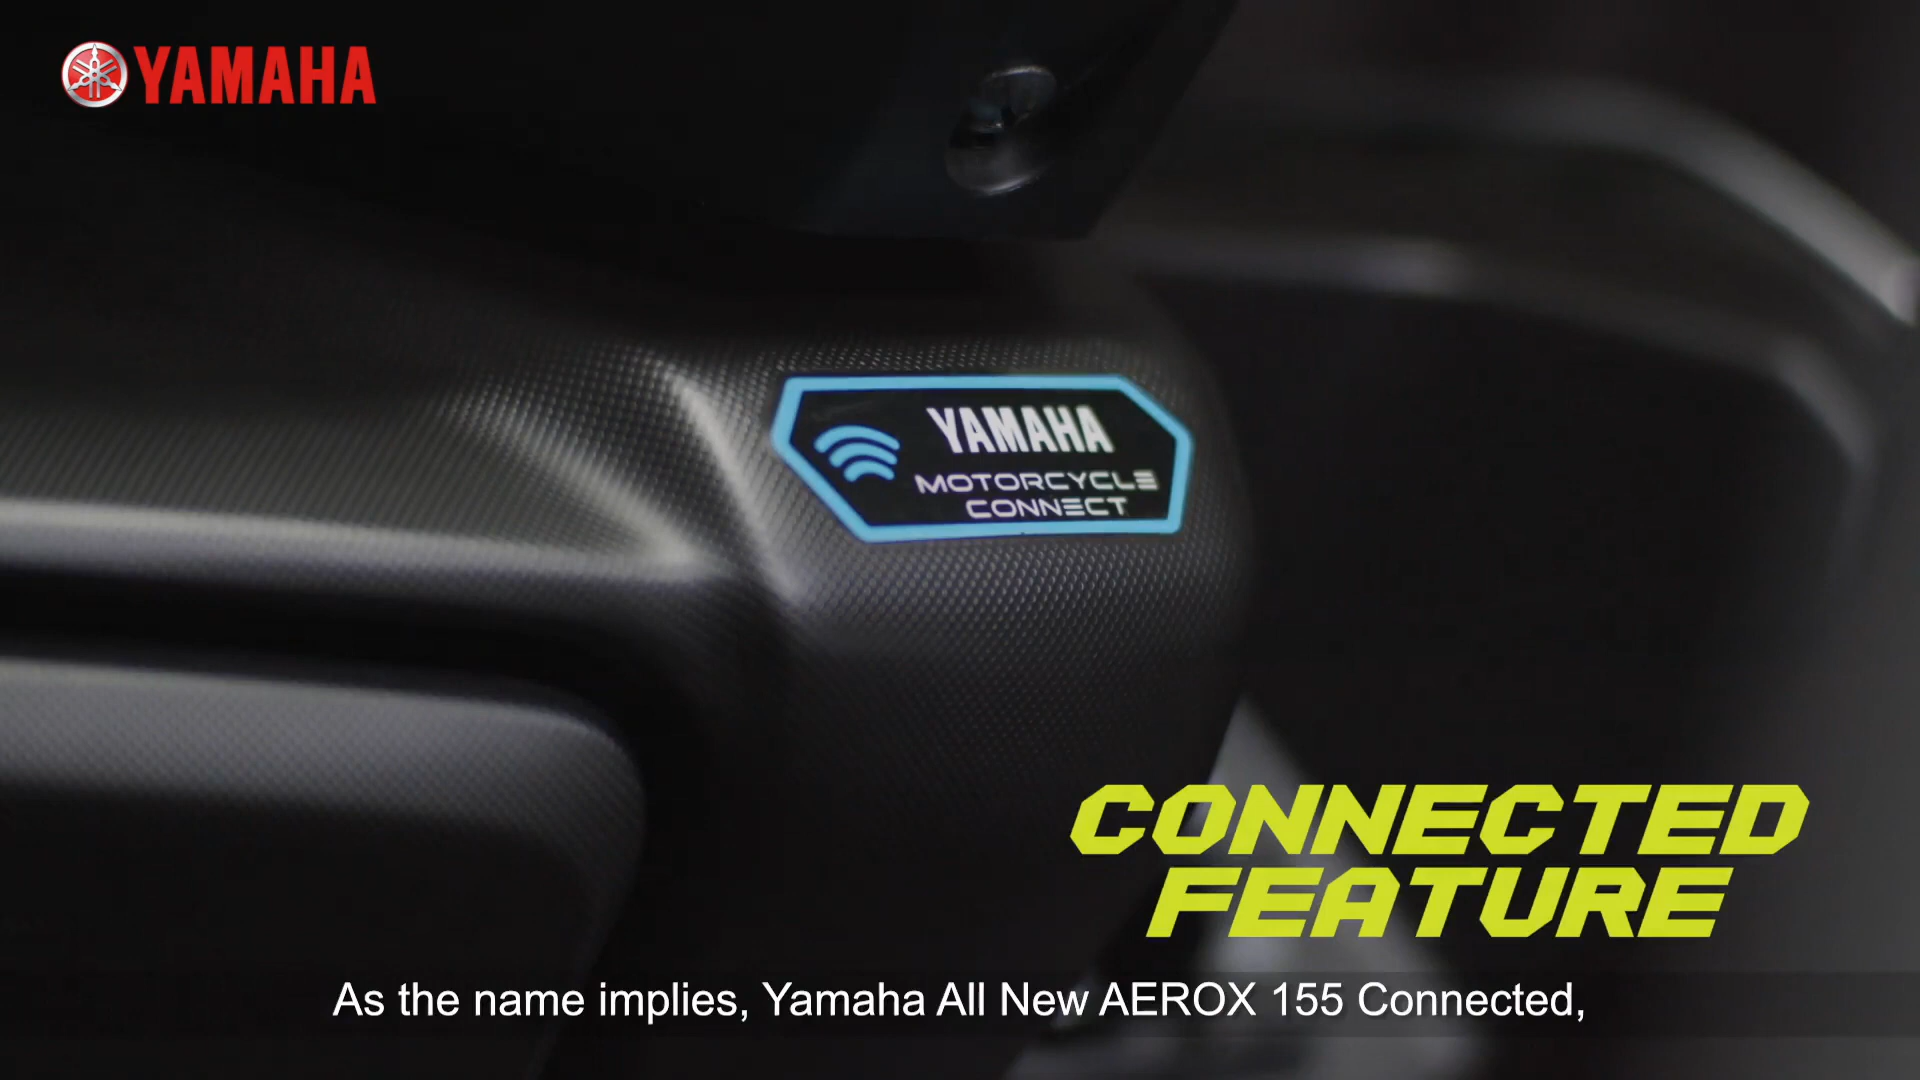 YAMAHA
YAMAHA
MOTORCYCLE
CONNECT
CONNECTED
FEATURE
As the name implies, Yamaha All New AEROX 155 Connected,